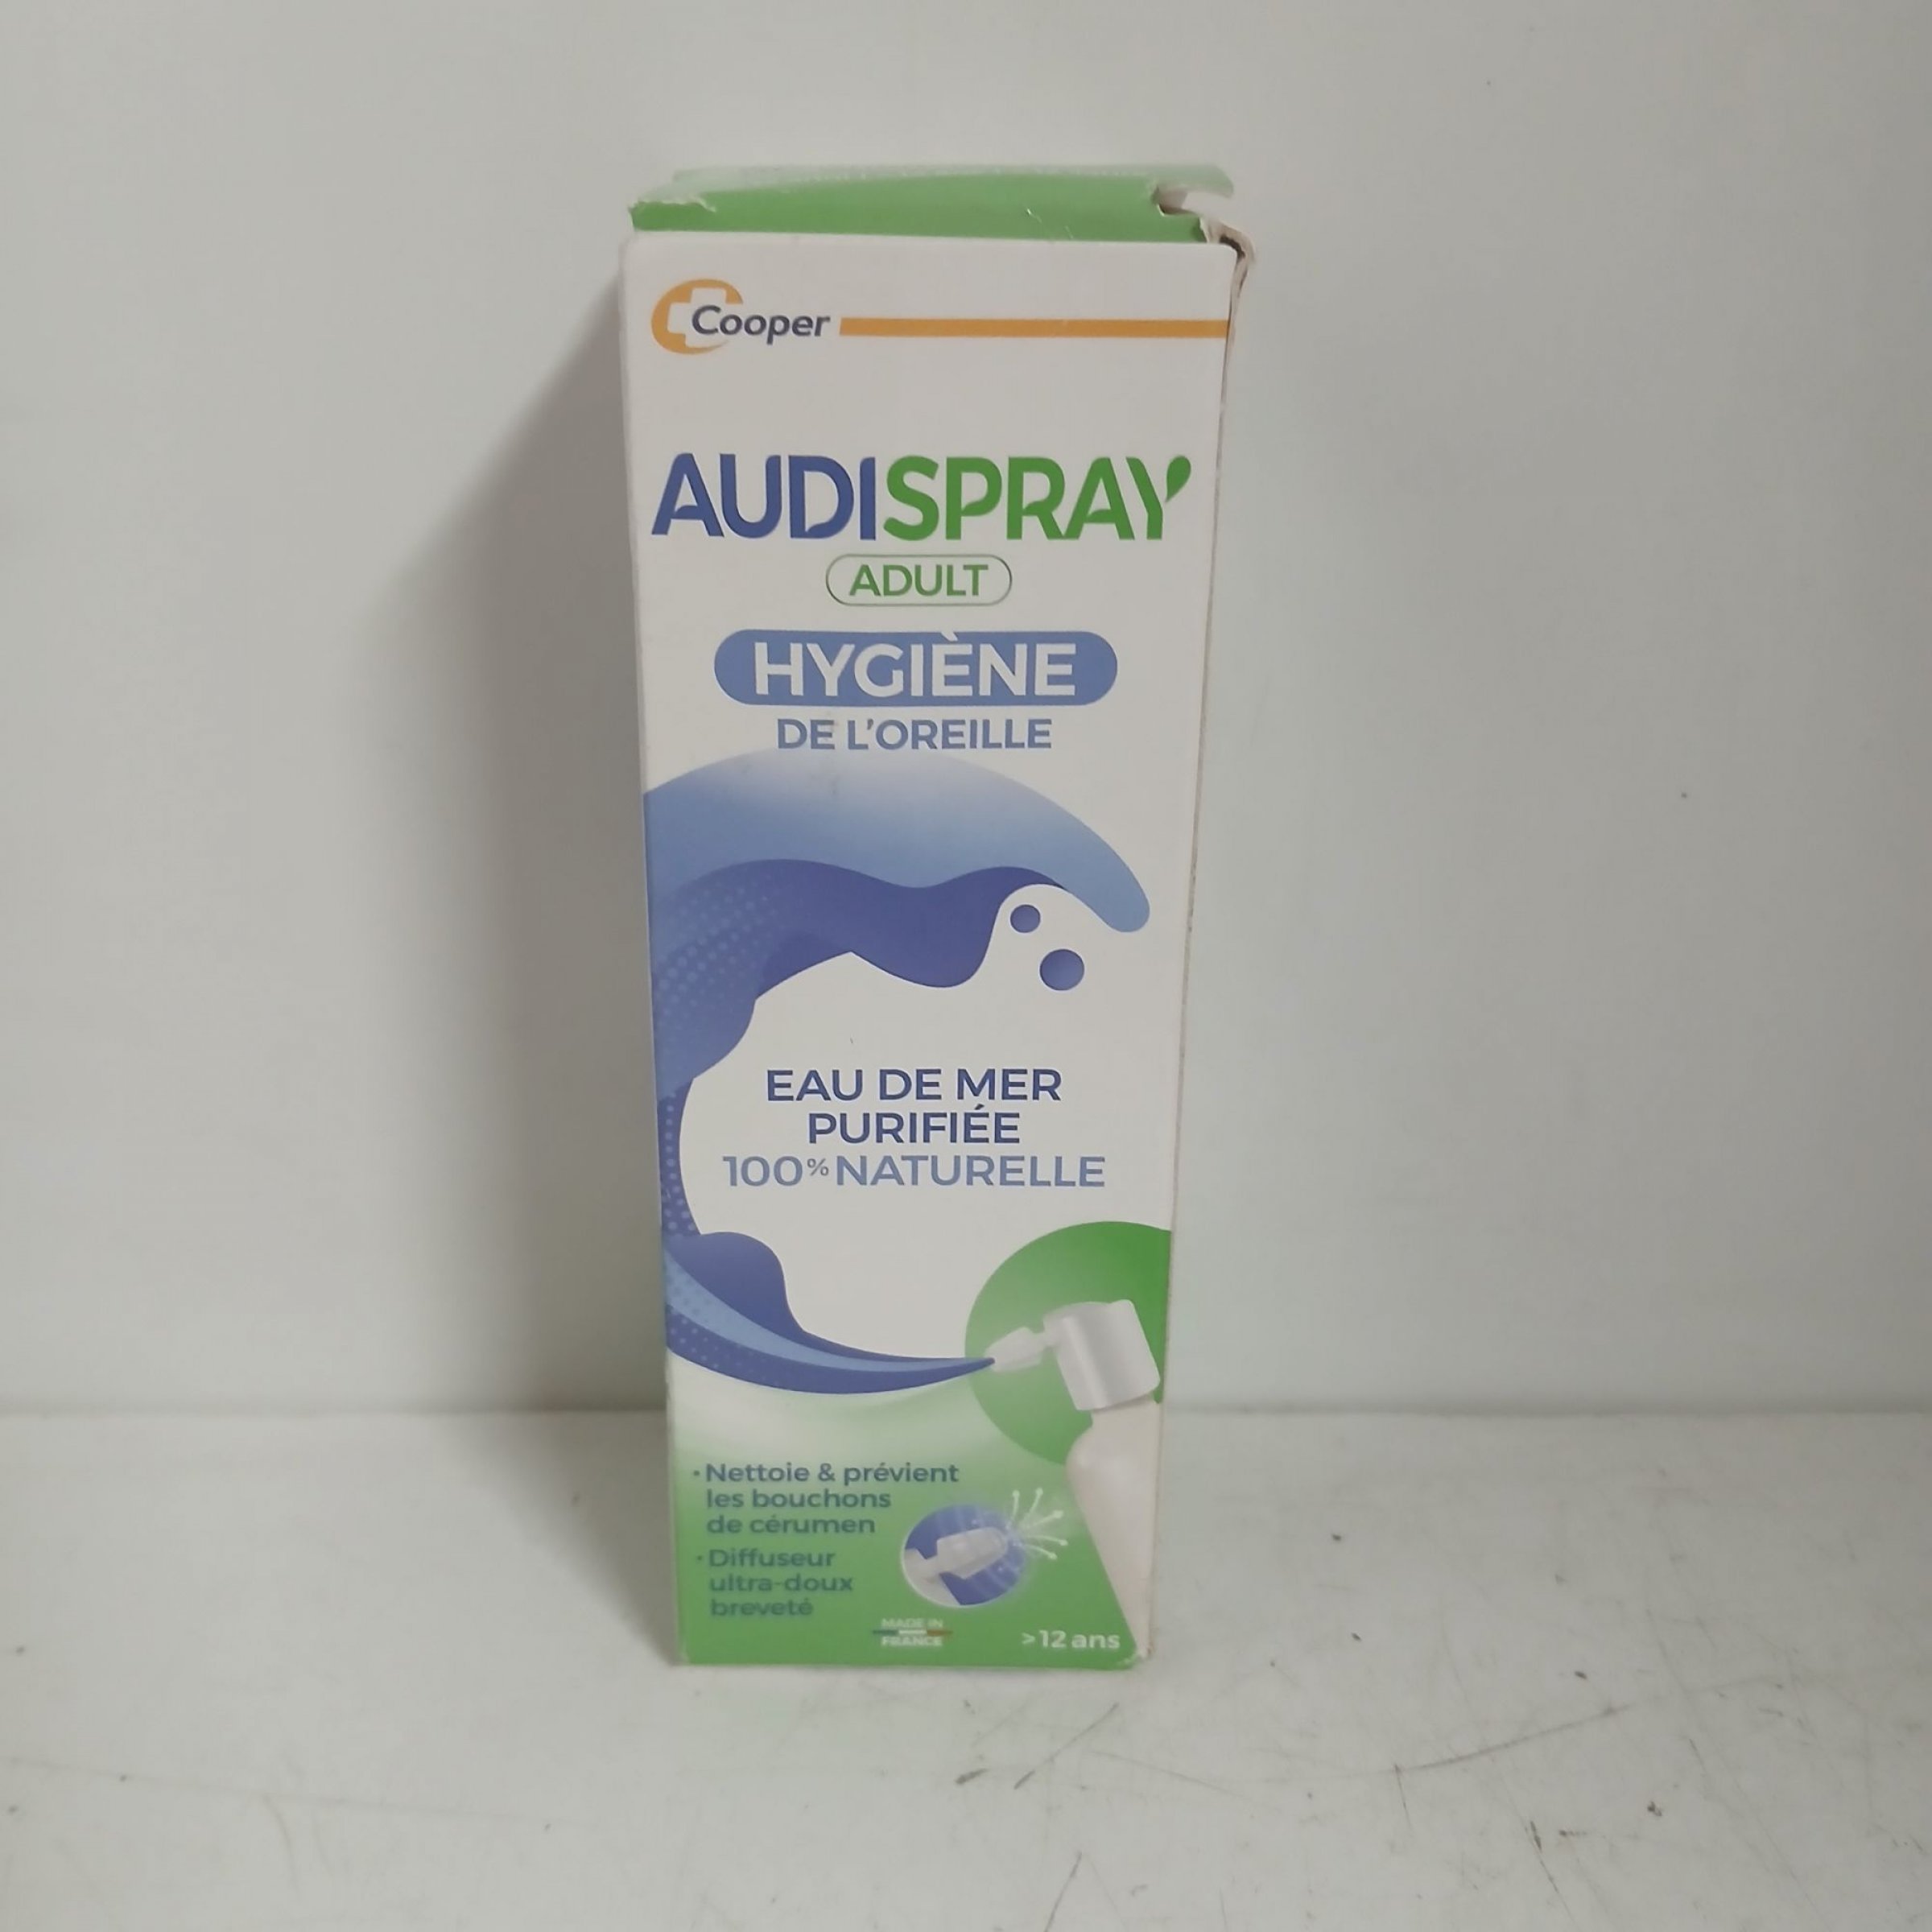 Cooper
AUDISPRAY
ADULT
HYGIÈNE
DE L'OREILLE
EAU DE MER
PURIFIÉE
100% NATURELLE
• Nettoie & prévient
les bouchons
de cérumen
• Diffuseur
ultra-doux
breveté
MADE IN
FRANCE
>12 ans